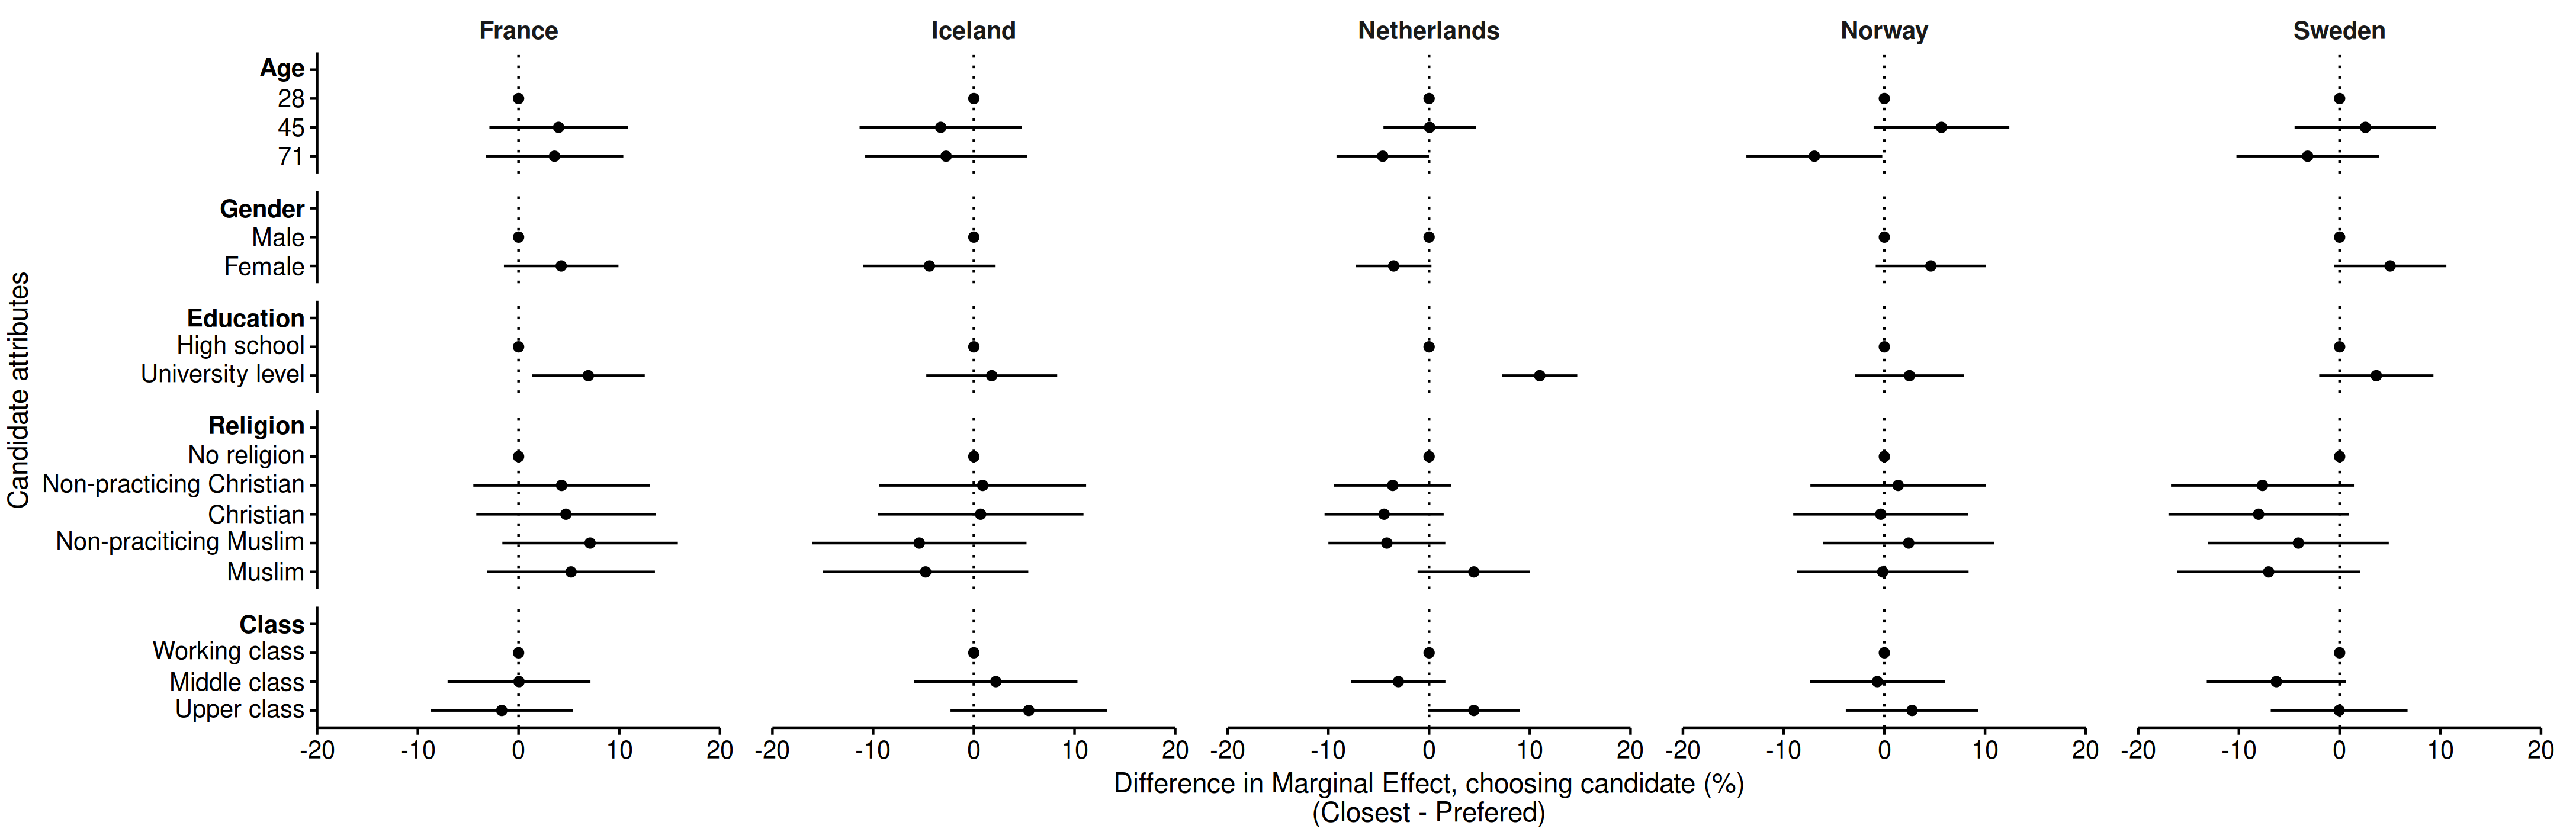 France Iceland Netherlands Norway Sweden
Candidate attributes
Age
28
45
71
Gender
Male
Female
Education
High school
University level
Religion
No religion
Non-practicing Christian
Christian
Non-praciticing Muslim
Muslim
Class
Working class
Middle class
Upper class
-20 -10 0 10 20 -20 -10 0 10 20 -20 -10 0 10 20 -20 -10 0 10 20 -20 -10 0 10 20
Difference in Marginal Effect, choosing candidate (%)
(Closest - Prefered)